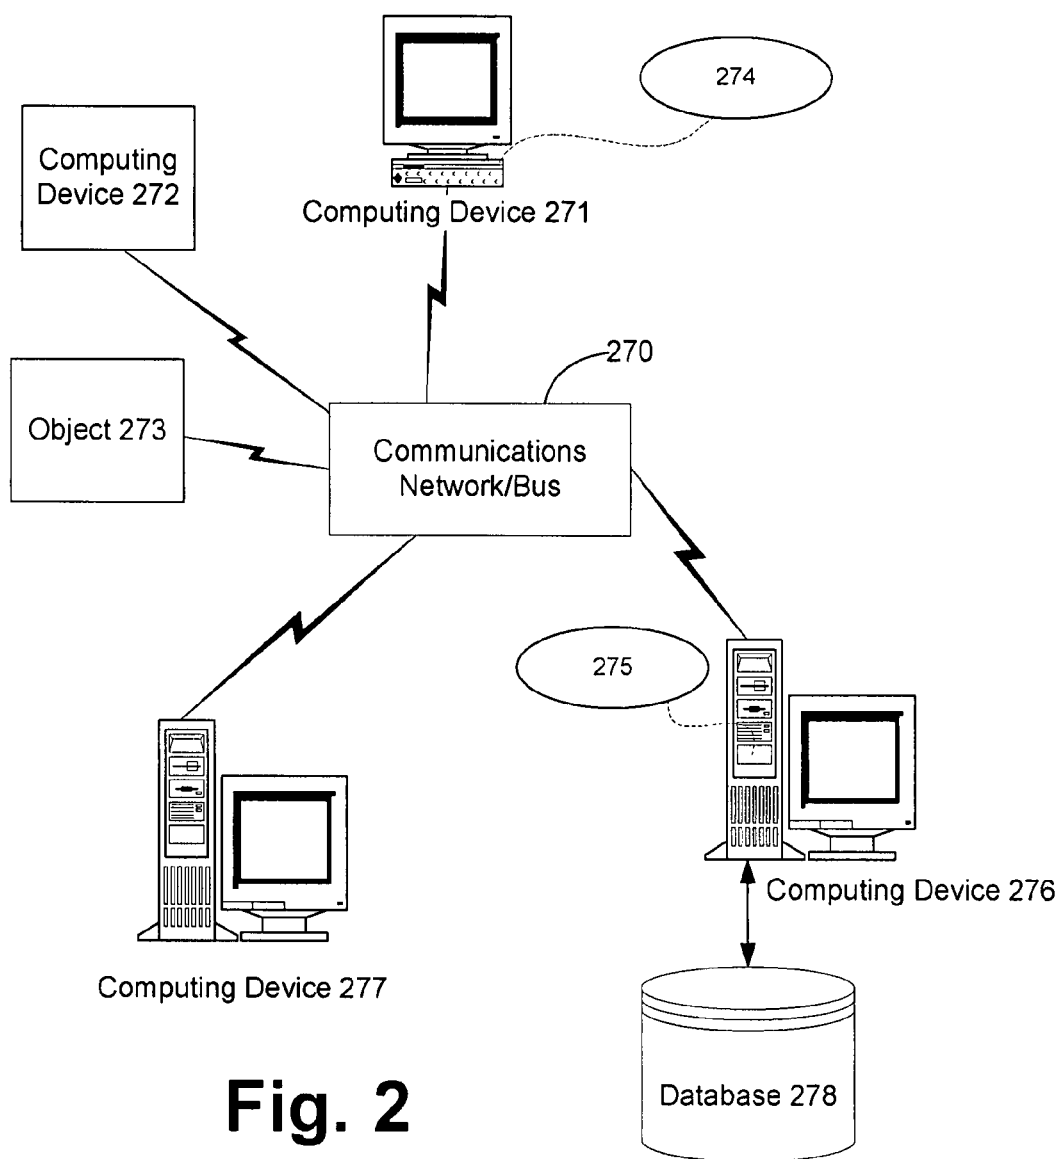 274
Computing
Device 272
Computing Device 271
270
Object 273
Communications
Network/Bus
275
Computing Device 276
Computing Device 277
Database 278
Fig. 2